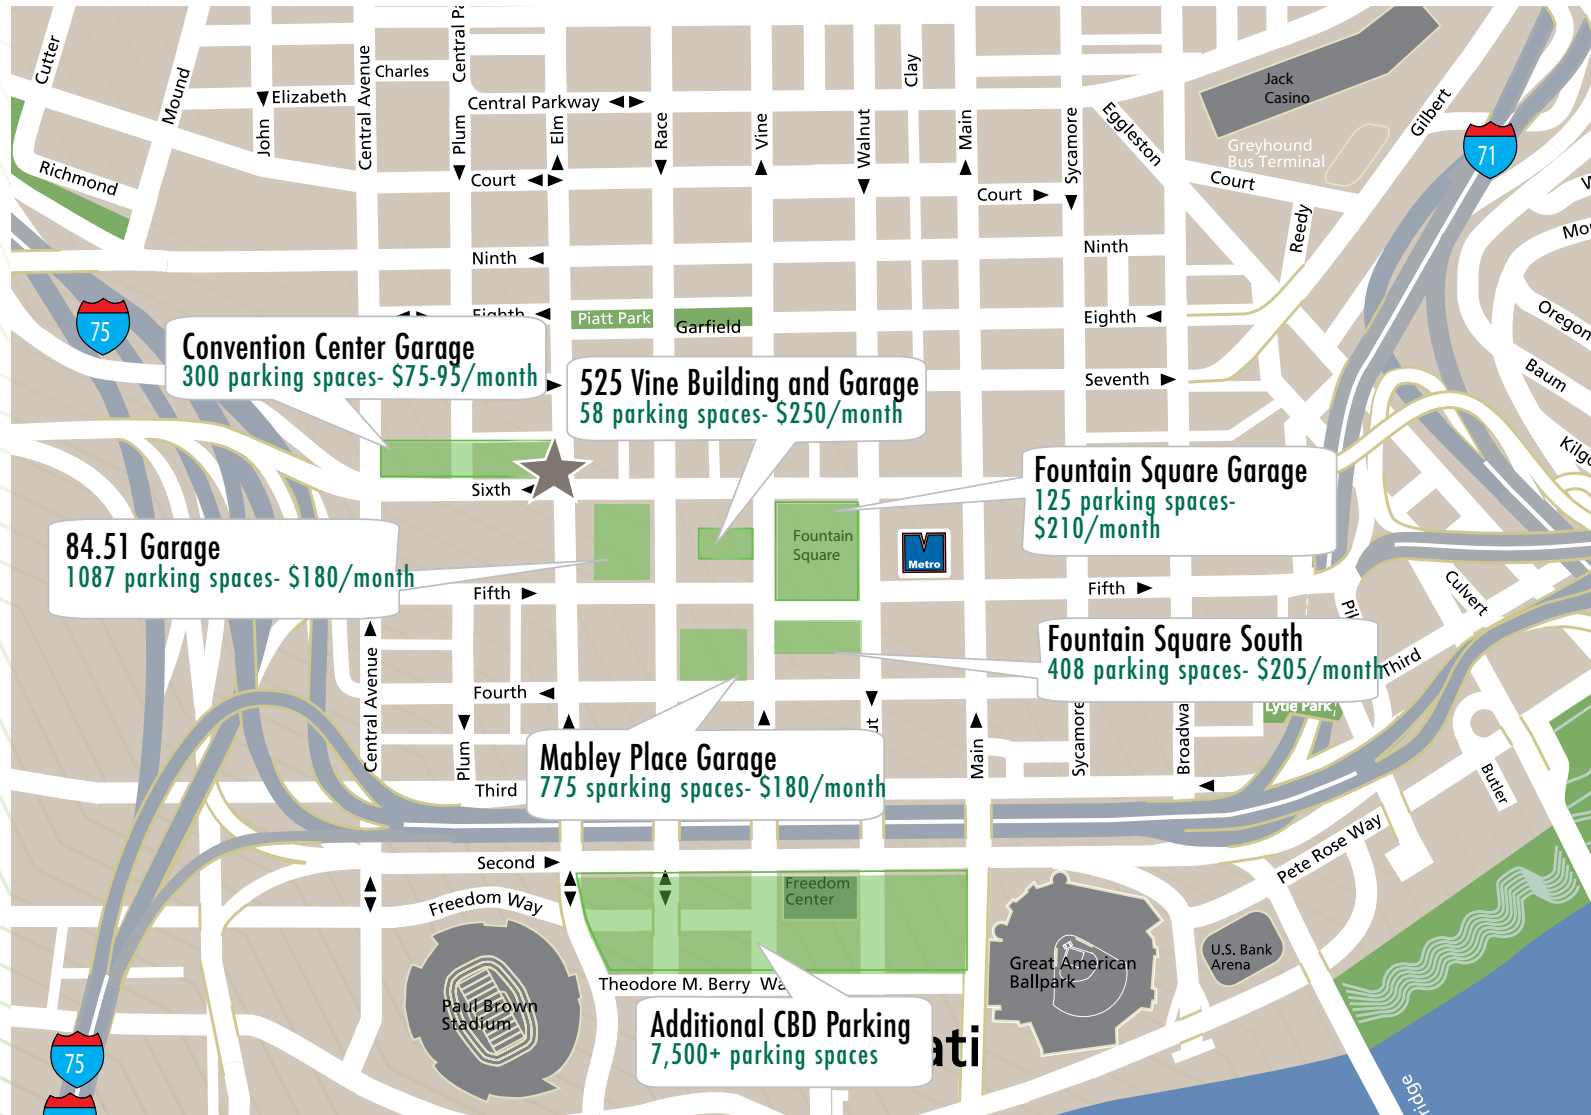 Cutter
Mound
Central Avenue
Charles
Elizabeth
John
Richmond
Plum
Central Parkway
Elm
Race
Vine
Walnut
Clay
Main
Sycamore
Eggleston
Jack
Casino
Greyhound
Bus Terminal
Gilbert
71
Court
Court
Court
Reedy
Ninth
Ninth
Eighth
Piatt Park
Garfield
Eighth
Seventh
Oregon
Baum
75
Convention Center Garage
300 parking spaces- $75-95/month
525 Vine Building and Garage
58 parking spaces- $250/month
Fountain Square Garage
125 parking spaces-
$210/month
Sixth
84.51 Garage
1087 parking spaces- $180/month
Fountain
Square
Metro
Fifth
Fifth
Culvert
Fountain Square South
408 parking spaces- $205/month
Third
Lytle Park
Central Avenue
Fourth
Plum
Main
Sycamore
Butler
Mabley Place Garage
775 sparking spaces- $180/month
Third
Second
Pete Rose Way
Freedom Way
Freedom
Center
Paul Brown
Stadium
Theodore M. Berry
Great American
Ballpark
U.S. Bank
Arena
Additional CBD Parking
7,500+ parking spaces
75